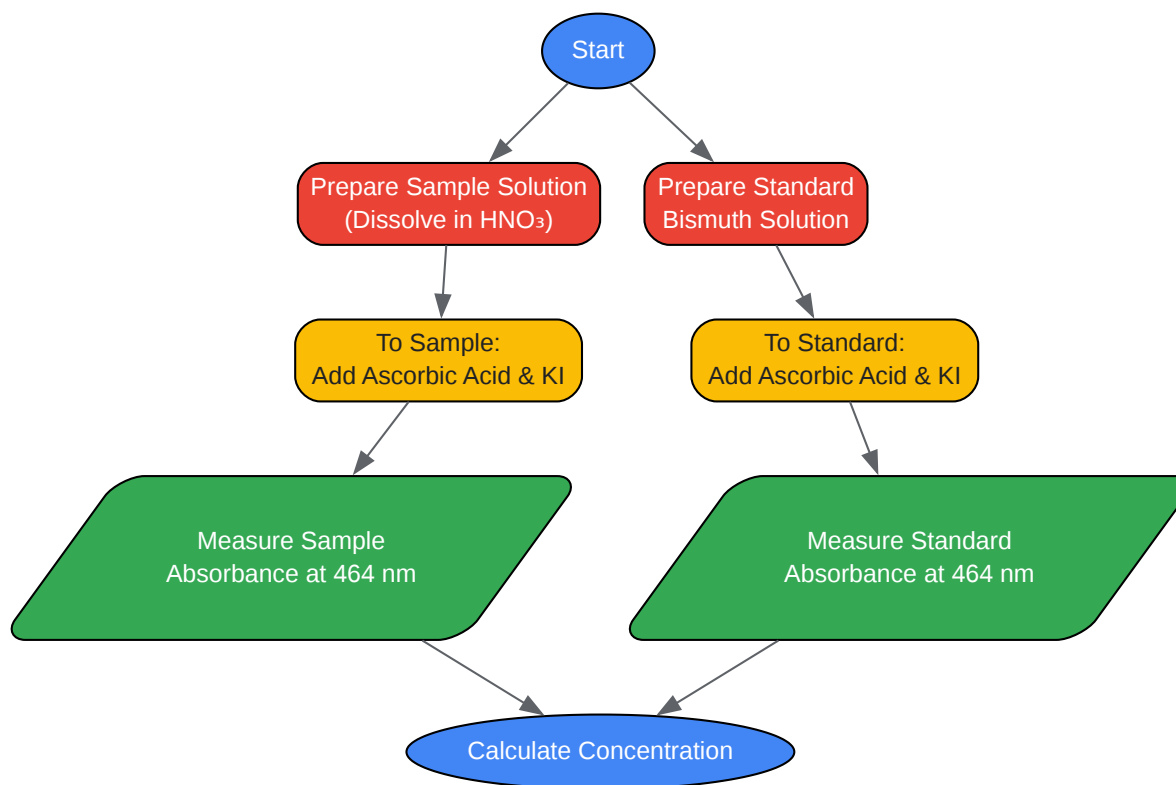 Start
Prepare Sample Solution
(Dissolve in HNO₃)
Prepare Standard
Bismuth Solution
To Sample:
Add Ascorbic Acid & KI
To Standard:
Add Ascorbic Acid & KI
Measure Sample
Absorbance at 464 nm
Measure Standard
Absorbance at 464 nm
Calculate Concentration